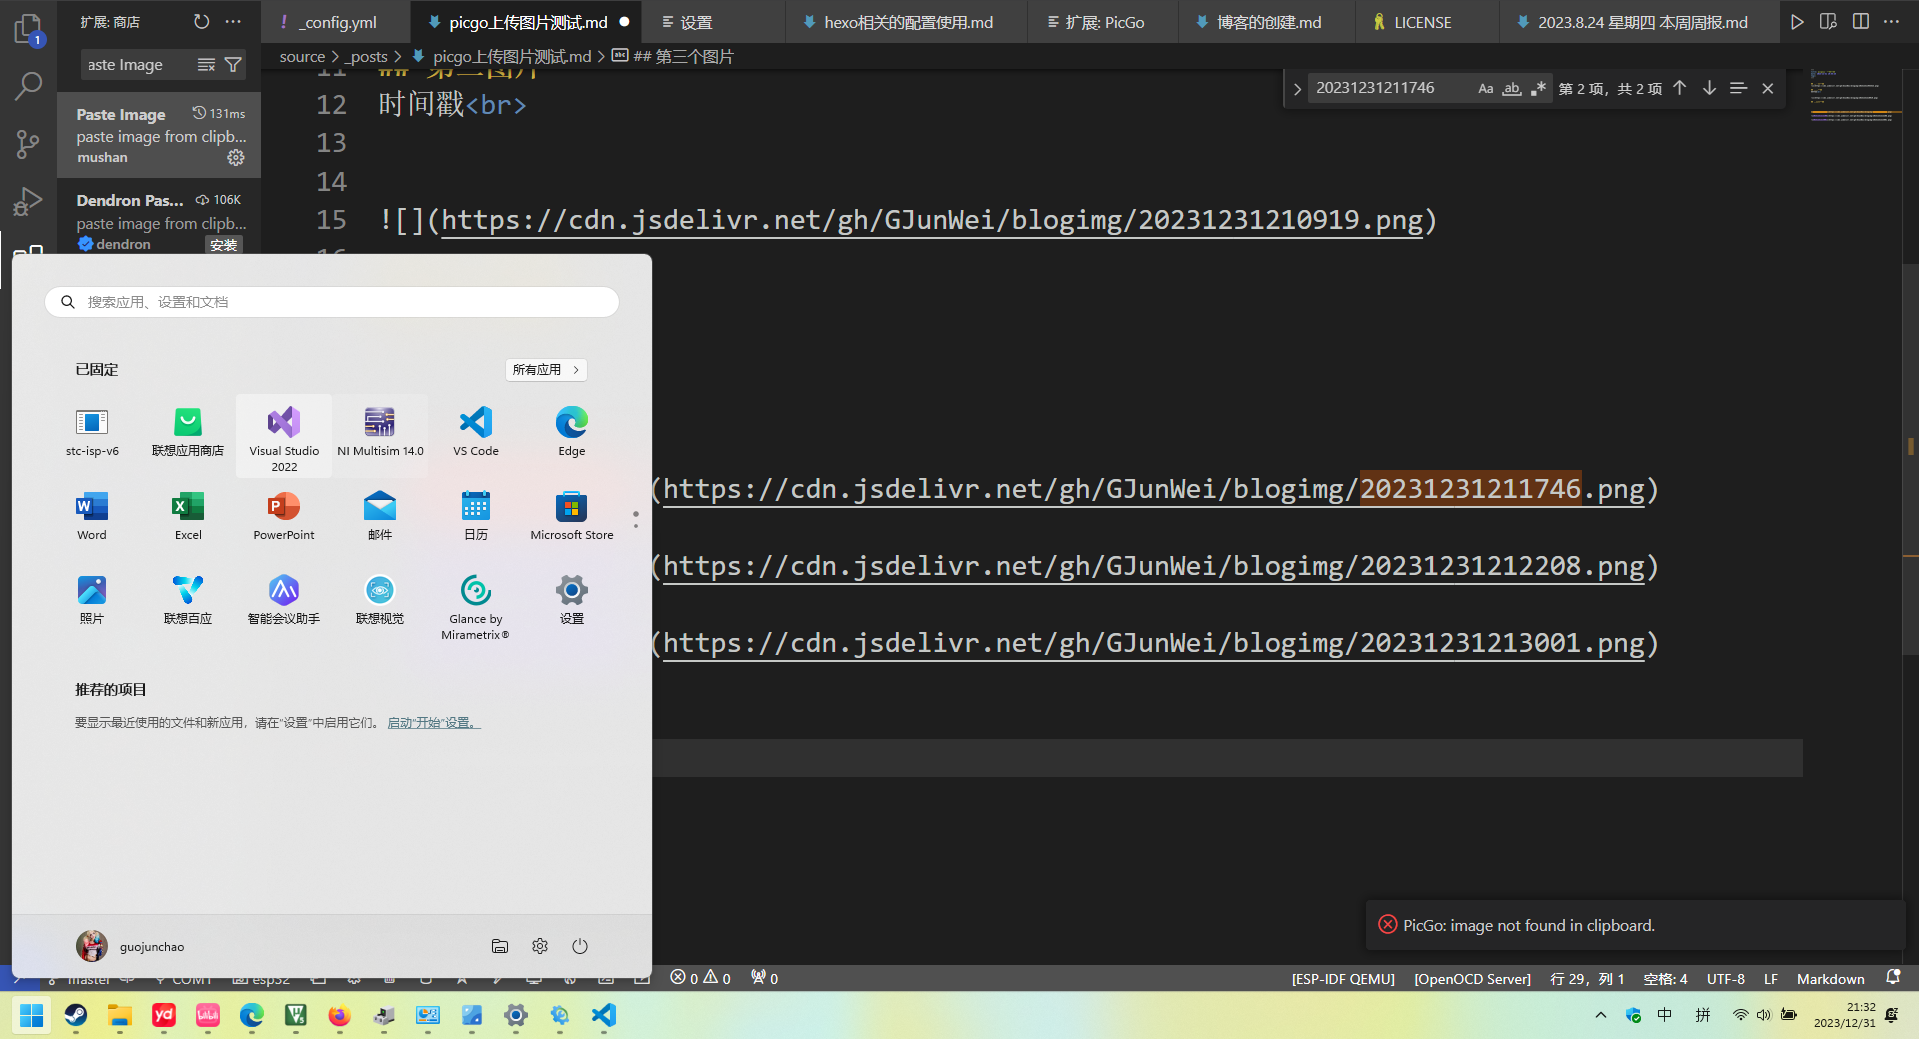 扩展: 商店
_config.yml
picgo上传图片测试.md
设置
hexo相关的配置使用.md
扩展: PicGo
博客的创建.md
LICENSE
2023.8.24 星期四 本周周报.md
1
aste Image
source
_posts
picgo上传图片测试.md
## 第三个图片
20231231211746
Aa
ab
第 2 项，共 2 项
Paste Image
131ms
paste image from clipb...
mushan
Dendron Pas...
106K
paste image from clipb...
dendron
安装
12
时间戳<br>
13
14
15
![](https://cdn.jsdelivr.net/gh/GJunWei/blogimg/20231231210919.png)
搜索应用、设置和文档
已固定
所有应用
stc-isp-v6
联想应用商店
Visual Studio
2022
NI Multisim 14.0
VS Code
Edge
Word
Excel
PowerPoint
邮件
日历
Microsoft Store
照片
联想百应
智能会议助手
联想视觉
Glance by
Mirametrix®
设置
推荐的项目
要显示最近使用的文件和新应用，请在"设置"中启用它们。 启动"开始"设置。
guojunchao
(https://cdn.jsdelivr.net/gh/GJunWei/blogimg/20231231211746.png)
(https://cdn.jsdelivr.net/gh/GJunWei/blogimg/20231231212208.png)
(https://cdn.jsdelivr.net/gh/GJunWei/blogimg/20231231213001.png)
PicGo: image not found in clipboard.
master
COM1
esp32
0
0
0
[ESP-IDF QEMU]
[OpenOCD Server]
行 29，列 1
空格: 4
UTF-8
LF
Markdown
中
拼
21:32
2023/12/31